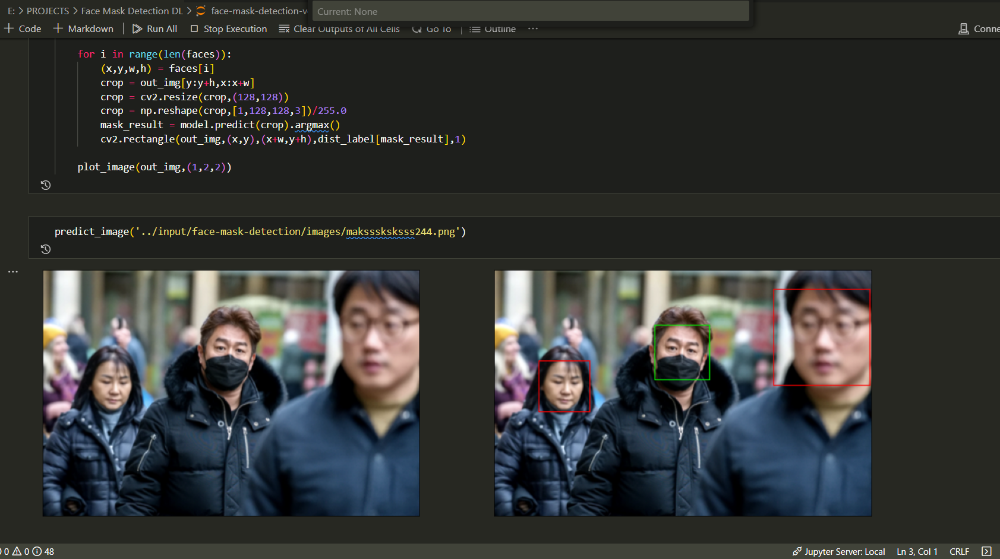 E: > PROJECTS > Face Mask Detection DL > face-mask-detection-v
Current: None
+ Code + Markdown | Run All Stop Execution Clear Outputs of All Cells Go To | Outline ...
Conne
for i in range(len(faces)):
(x,y,w,h) = faces[i]
crop = out_img[y:y+h,x:x+w]
crop = cv2.resize(crop,(128,128))
crop = np.reshape(crop,[1,128,128,3])/255.0
mask_result = model.predict(crop).argmax()
cv2.rectangle(out_img,(x,y),(x+w,y+h),dist_label[mask_result],1)
plot_image(out_img,(1,2,2))
predict_image('../input/face-mask-detection/images/maksssksksss244.png')
...
0 0 48
Jupyter Server: Local Ln 3, Col 1 CRLF